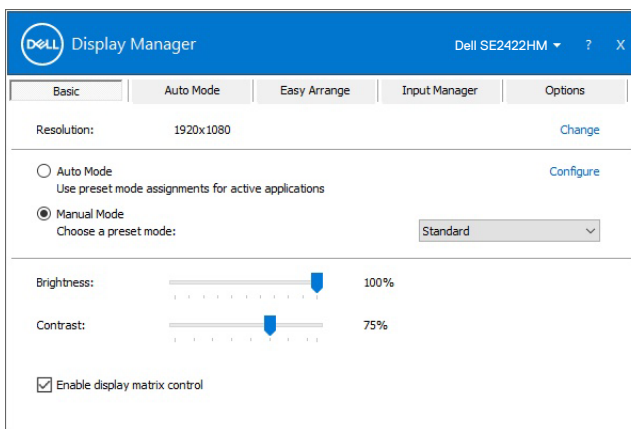 DELL Display Manager Dell SE2422HM ? X
Basic Auto Mode Easy Arrange Input Manager Options
Resolution: 1920x1080 Change
Auto Mode Configure
Use preset mode assignments for active applications
Manual Mode
Choose a preset mode: Standard
Brightness: 100%
Contrast: 75%
Enable display matrix control